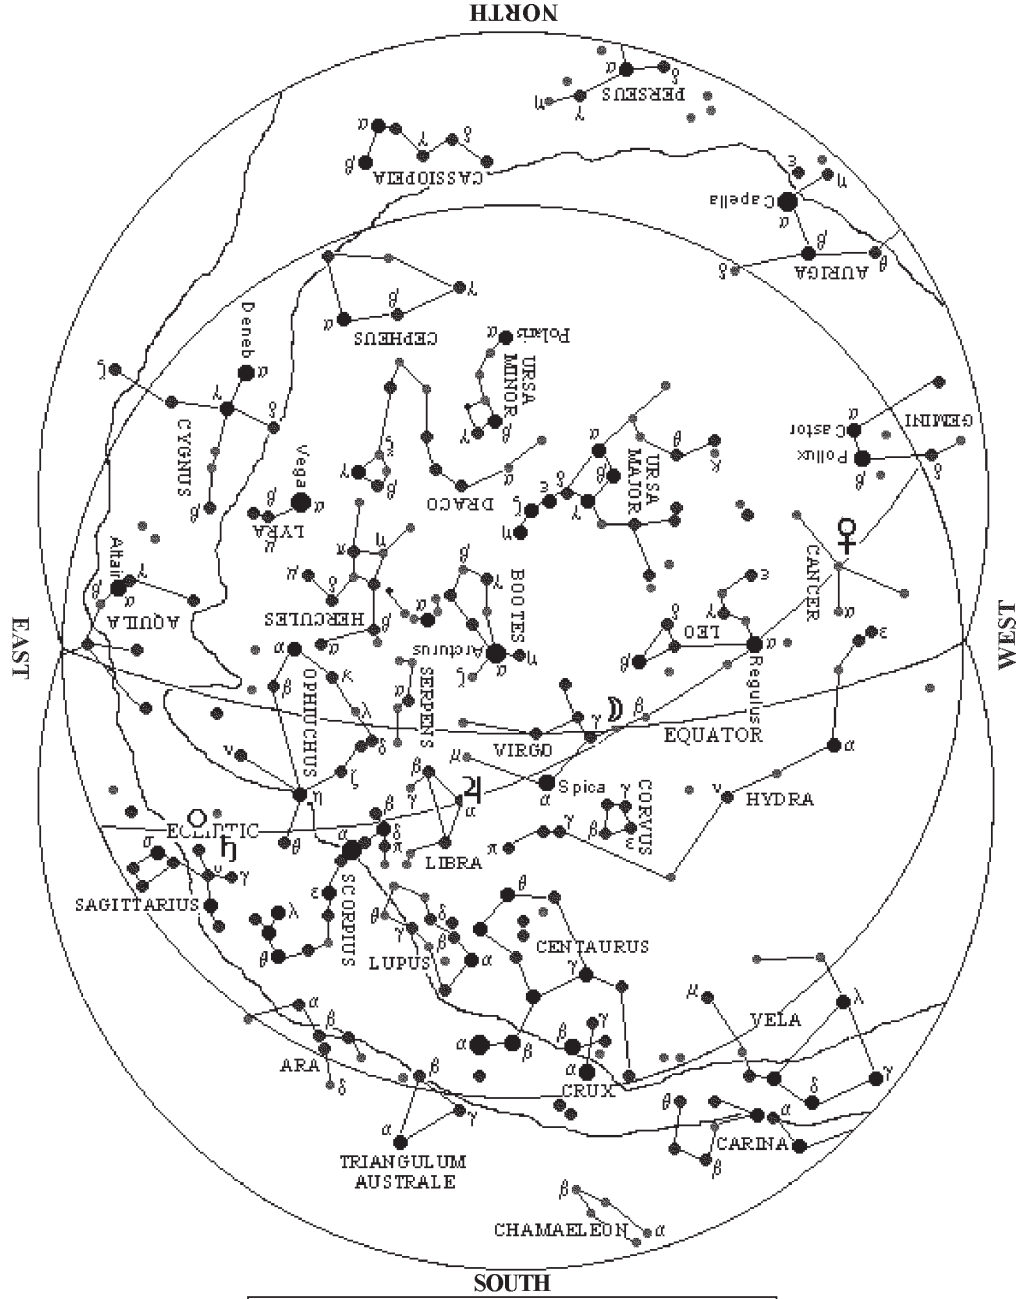 NORTH
δ
α
PERSEUS
η
γ
α
γ
δ
β
CASSIOPEIA
ε
η
Capella
α
β
δ
AURIGA
θ
γ
β
α
CEPHEUS
α
Polaris
URSA
MINOR
β
γ
Deneb
α
γ
δ
ζ
CYGNUS
β
GEMINI
α
Castor
Pollux
β
δ
Vega
α
β
LYRA
μ
ξ
γ
β
DRACO
α
α
β
URSA
MAJOR
θ
κ
γ
δ
ε
ζ
η
♀
CANCER
α
Altair
α
β
γ
AQUILA
π
η
μ
δ
HERCULES
β
α
α
β
γ
BOOTES
Arcturus
α
η
ζ
ε
γ
δ
LEO
β
α
Regulus
ε
EAST
WEST
α
β
κ
OPHIUCHUS
λ
δ
ζ
ν
η
θ
SERPENS
α
☽
β
γ
VIRGO
EQUATOR
μ
α
Spica
β
♃
γ
α
LIBRA
γ
β
ε
CORVUS
π
γ
ν
HYDRA
α
ECLIPTIC
♄
σ
υ
γ
SAGITTARIUS
β
α
δ
π
ε
SCORPIUS
λ
θ
θ
δ
γ
β
LUPUS
α
θ
CENTAURUS
γ
μ
λ
VELA
α
β
ARA
δ
α
β
β
γ
α
CRUX
δ
γ
β
γ
α
TRIANGULUM
AUSTRALE
θ
α
CARINA
β
β
CHAMAELEON
α
SOUTH